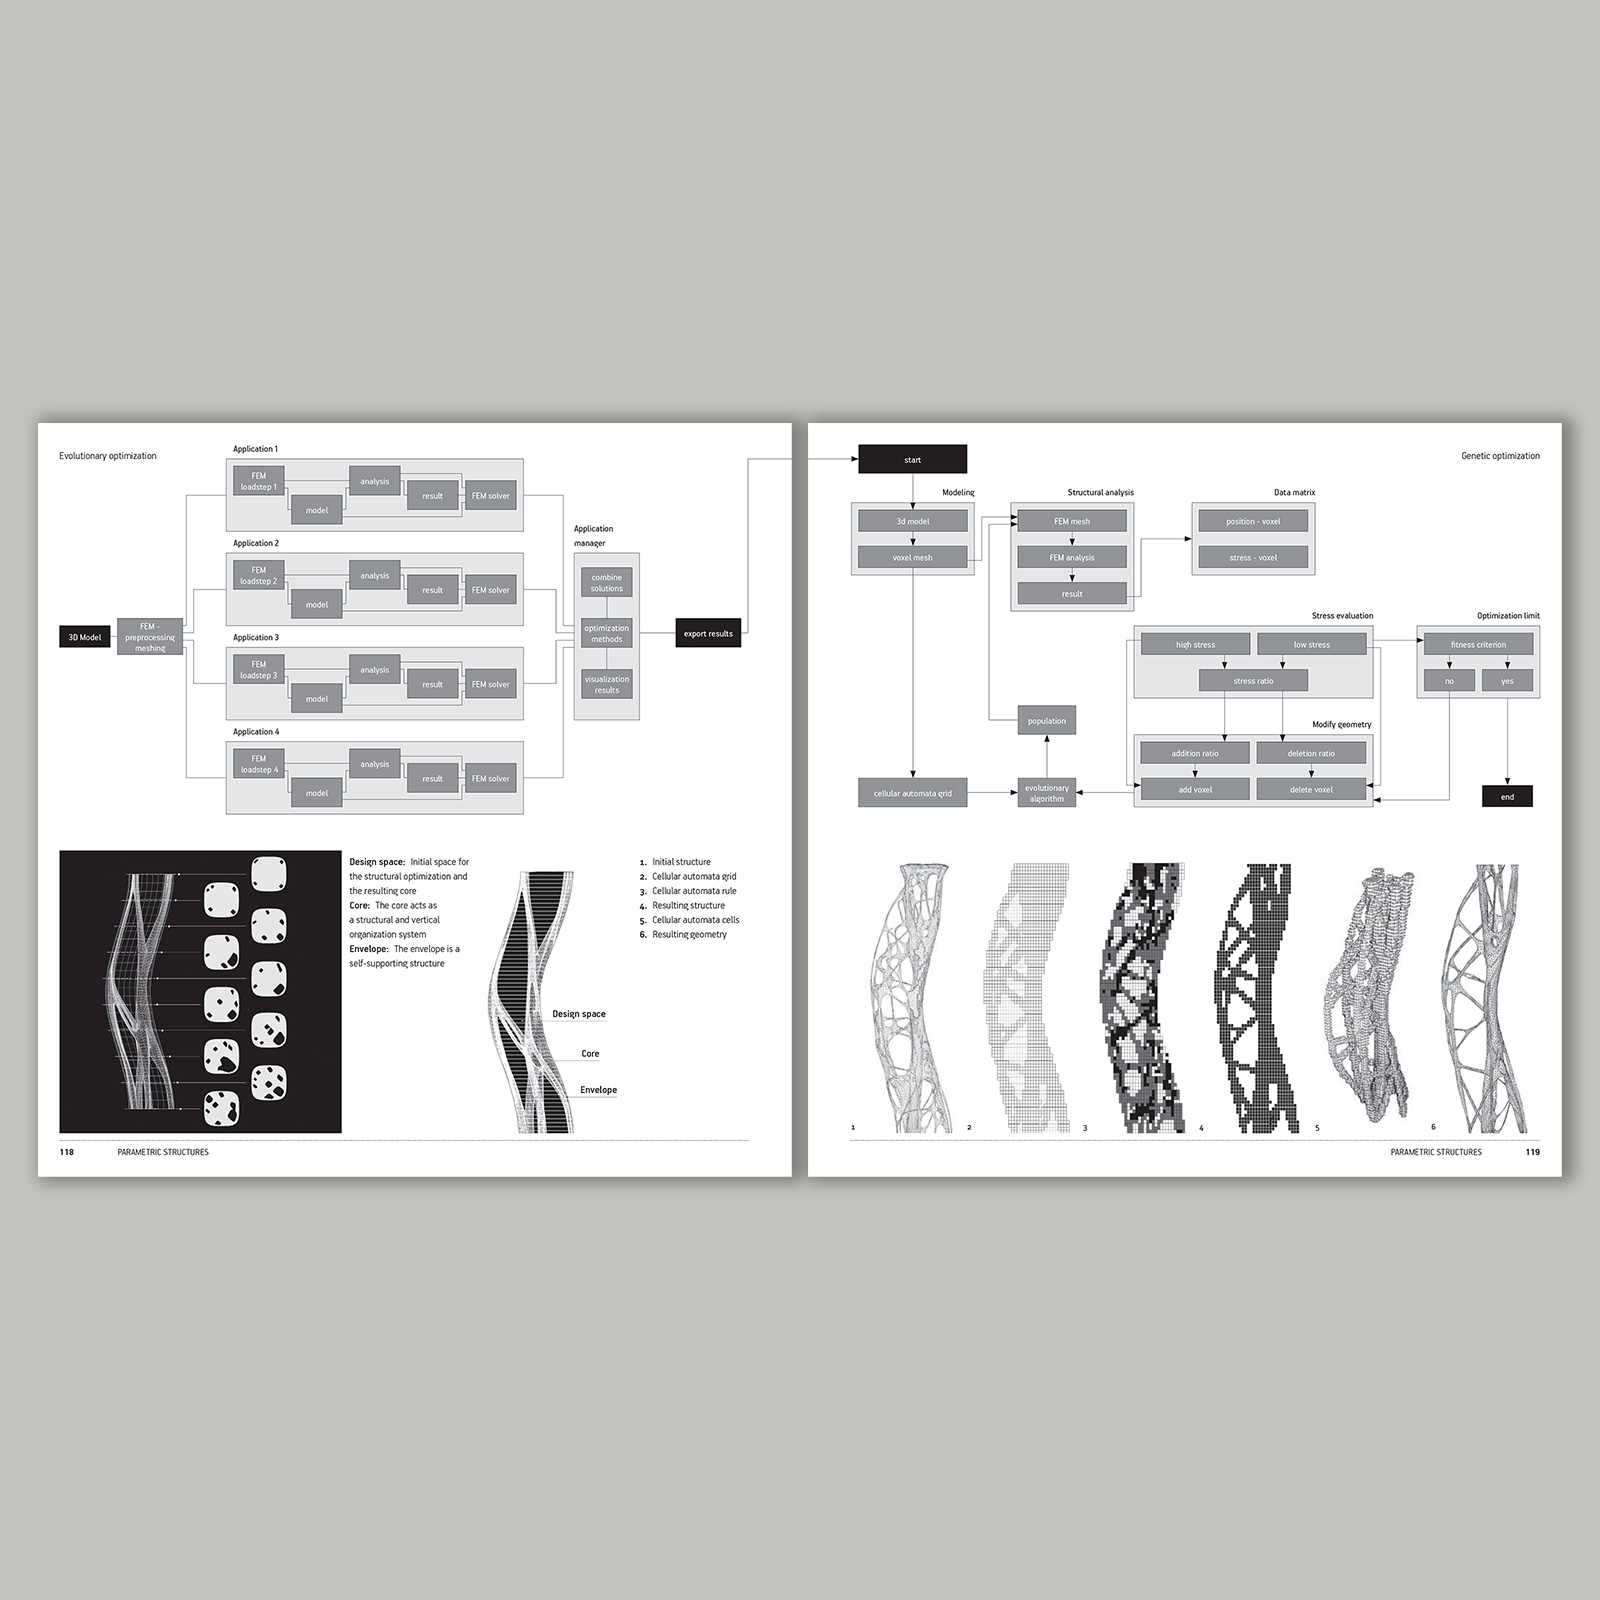 Evolutionary optimization
Application 1
FEM
loadstep 1
model
analysis
result
FEM solver
Application 2
FEM
loadstep 2
model
analysis
result
FEM solver
Application 3
FEM
loadstep 3
model
analysis
result
FEM solver
Application 4
FEM
loadstep 4
model
analysis
result
FEM solver
3D Model
FEM -
preprocessing
meshing
Application
manager
combine
solutions
optimization
methods
visualization
results
export results
Design space: Initial space for
the structural optimization and
the resulting core
Core: The core acts as
a structural and vertical
organization system
Envelope: The envelope is a
self-supporting structure
Design space
Core
Envelope
1. Initial structure
2. Cellular automata grid
3. Cellular automata rule
4. Resulting structure
5. Cellular automata cells
6. Resulting geometry
118 PARAMETRIC STRUCTURES
Genetic optimization
start
Modeling
3d model
voxel mesh
Structural analysis
FEM mesh
FEM analysis
result
Data matrix
position - voxel
stress - voxel
Stress evaluation
high stress
low stress
stress ratio
Optimization limit
fitness criterion
no
yes
population
Modify geometry
addition ratio
deletion ratio
add voxel
delete voxel
cellular automata grid
evolutionary
algorithm
end
1
2
3
4
5
6
PARAMETRIC STRUCTURES 119